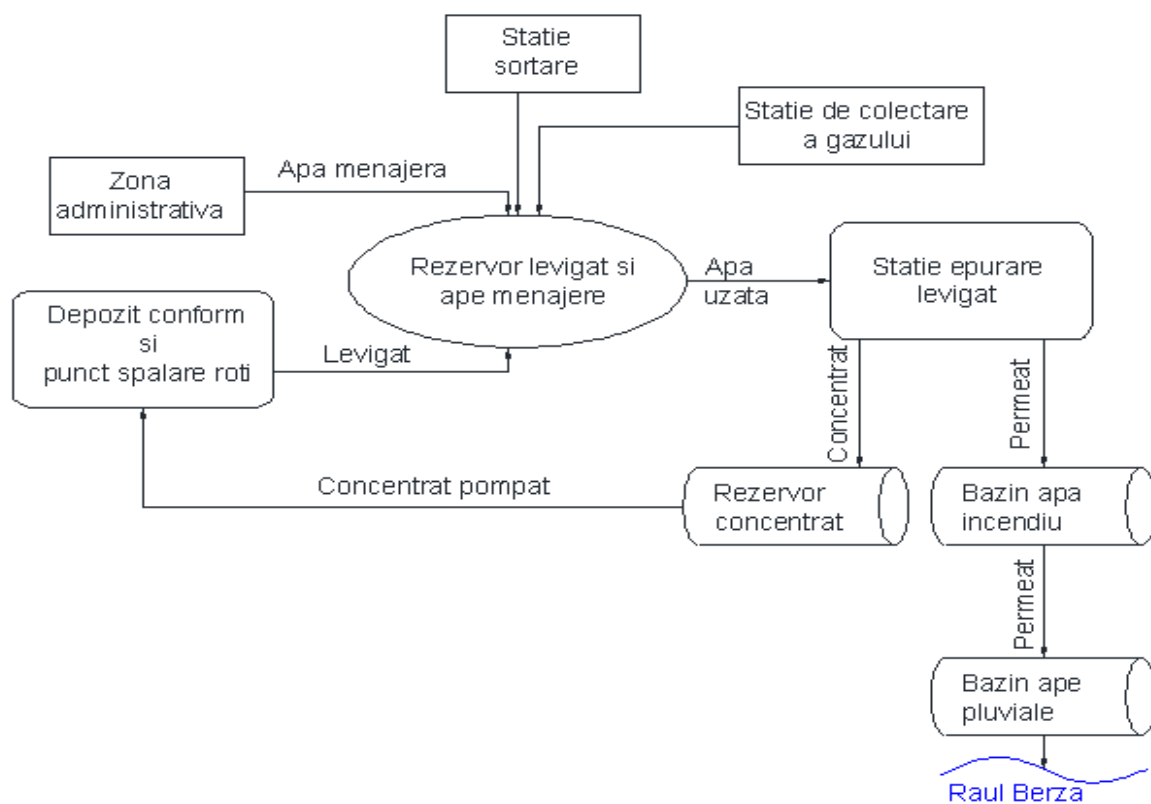 Statie
sortare
Statie de colectare
a gazului
Zona
administrativa
Apa menajera
Rezervor levigat si
ape menajere
Apa
uzata
Statie epurare
levigat
Depozit conform
si
punct spalare roti
Levigat
Concentrat
Permeat
Concentrat pompat
Rezervor
concentrat
Bazin apa
incendiu
Permeat
Bazin ape
pluviale
Raul Berza